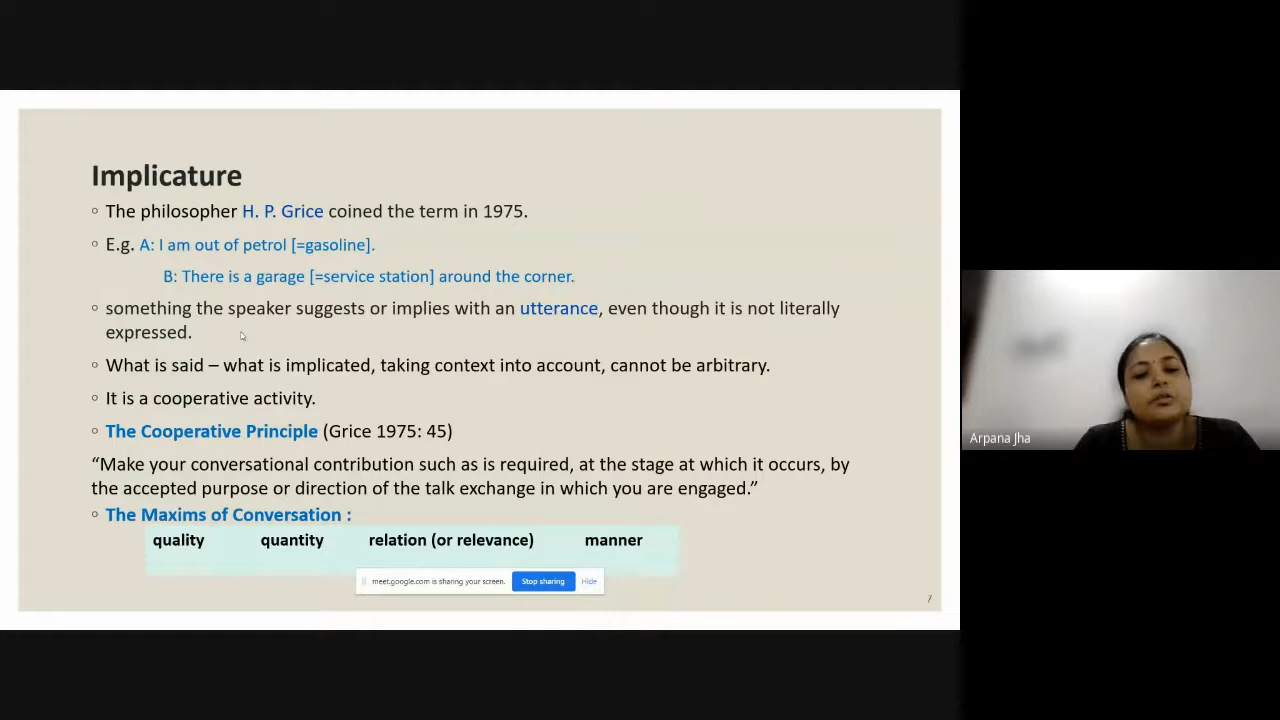 Implicature
◦ The philosopher H. P. Grice coined the term in 1975.
◦ E.g. A: I am out of petrol [=gasoline].
B: There is a garage [=service station] around the corner.
◦ something the speaker suggests or implies with an utterance, even though it is not literally
expressed.
◦ What is said – what is implicated, taking context into account, cannot be arbitrary.
◦ It is a cooperative activity.
◦ The Cooperative Principle (Grice 1975: 45)
“Make your conversational contribution such as is required, at the stage at which it occurs, by
the accepted purpose or direction of the talk exchange in which you are engaged.”
◦ The Maxims of Conversation :
quality quantity relation (or relevance) manner
meet.google.com is sharing your screen. Stop sharing Hide
7
Arpana Jha